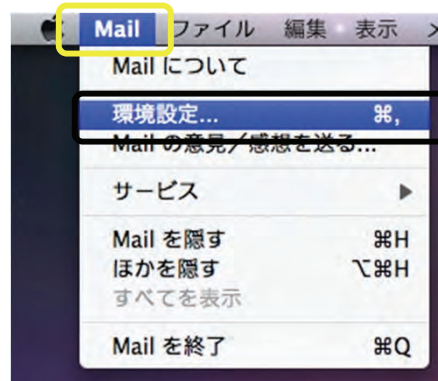 Mail ファイル 編集 表示
Mail について
環境設定... ⌘,
Mail の意見／感想を送る...
サービス ▶
Mail を隠す ⌘H
ほかを隠す ⌥⌘H
すべてを表示
Mail を終了 ⌘Q